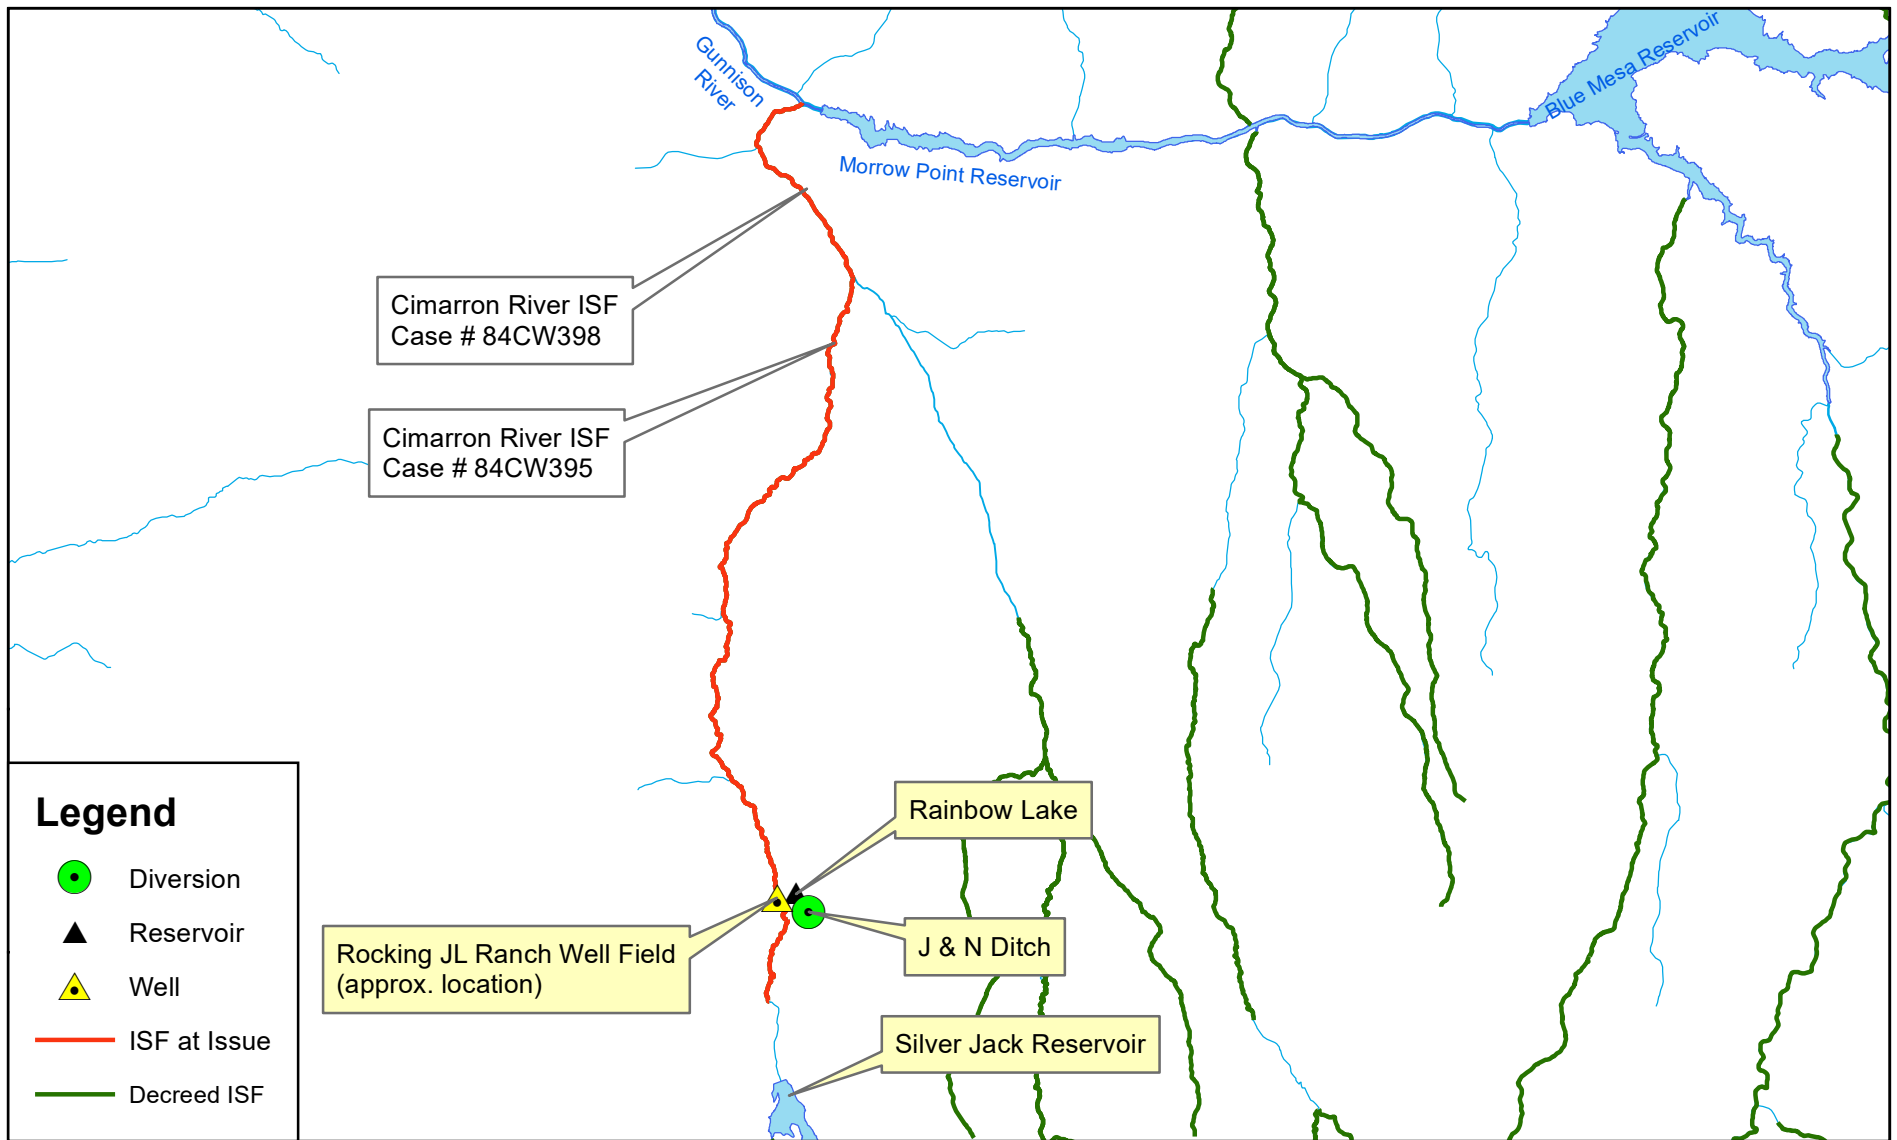 Gunnison
River
Blue Mesa Reservoir
Morrow Point Reservoir
Cimarron River ISF
Case # 84CW398
Cimarron River ISF
Case # 84CW395
Rainbow Lake
J & N Ditch
Rocking JL Ranch Well Field
(approx. location)
Silver Jack Reservoir
Legend
Diversion
Reservoir
Well
ISF at Issue
Decreed ISF